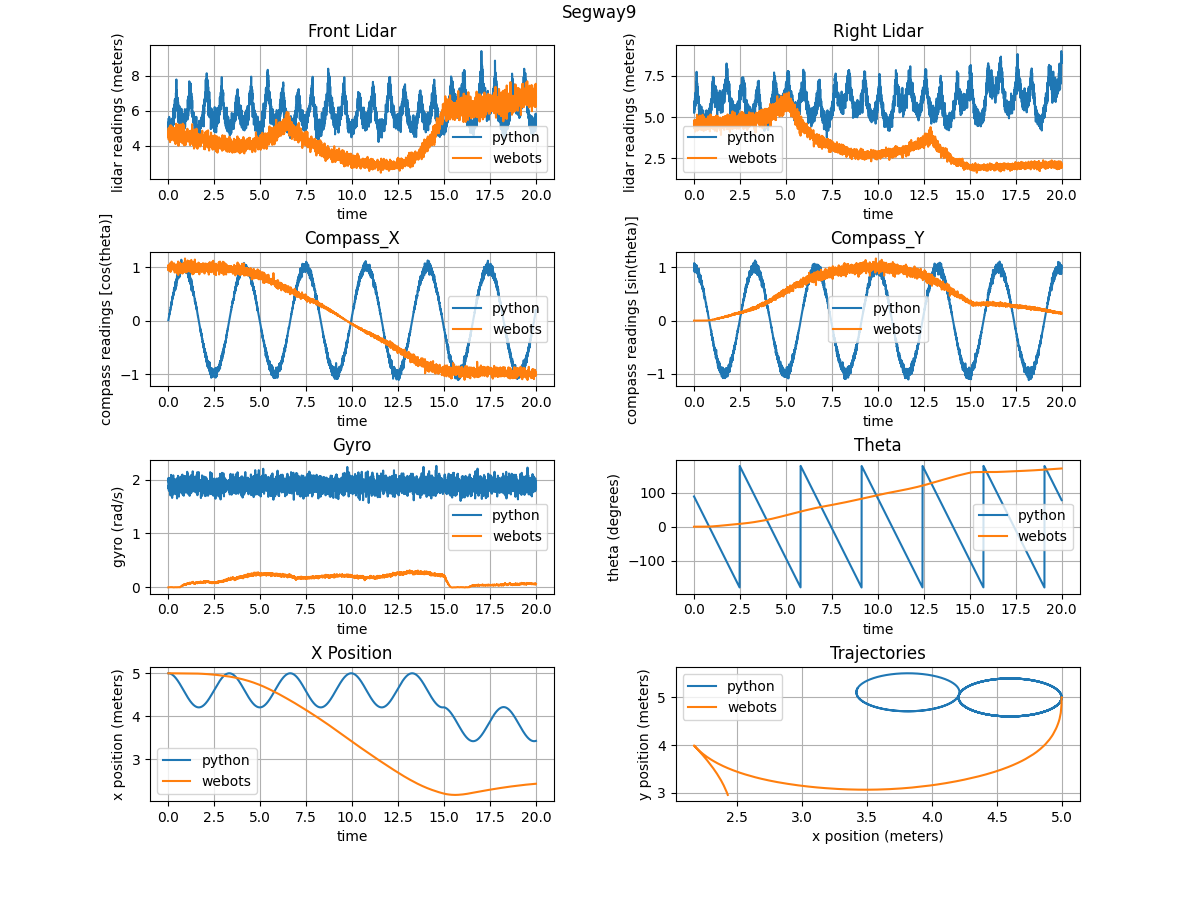 Segway9
Front Lidar
lidar readings (meters)
8
6
4
0.0 2.5 5.0 7.5 10.0 12.5 15.0 17.5 20.0
time
python
webots
Right Lidar
lidar readings (meters)
7.5
5.0
2.5
0.0 2.5 5.0 7.5 10.0 12.5 15.0 17.5 20.0
time
python
webots
Compass_X
compass readings [cos(theta)]
1
0
−1
0.0 2.5 5.0 7.5 10.0 12.5 15.0 17.5 20.0
time
python
webots
Compass_Y
compass readings [sin(theta)]
1
0
−1
0.0 2.5 5.0 7.5 10.0 12.5 15.0 17.5 20.0
time
python
webots
Gyro
gyro (rad/s)
2
1
0
0.0 2.5 5.0 7.5 10.0 12.5 15.0 17.5 20.0
time
python
webots
Theta
theta (degrees)
100
0
−100
0.0 2.5 5.0 7.5 10.0 12.5 15.0 17.5 20.0
time
python
webots
X Position
x position (meters)
5
4
3
0.0 2.5 5.0 7.5 10.0 12.5 15.0 17.5 20.0
time
python
webots
Trajectories
y position (meters)
5
4
3
2.5 3.0 3.5 4.0 4.5 5.0
x position (meters)
python
webots